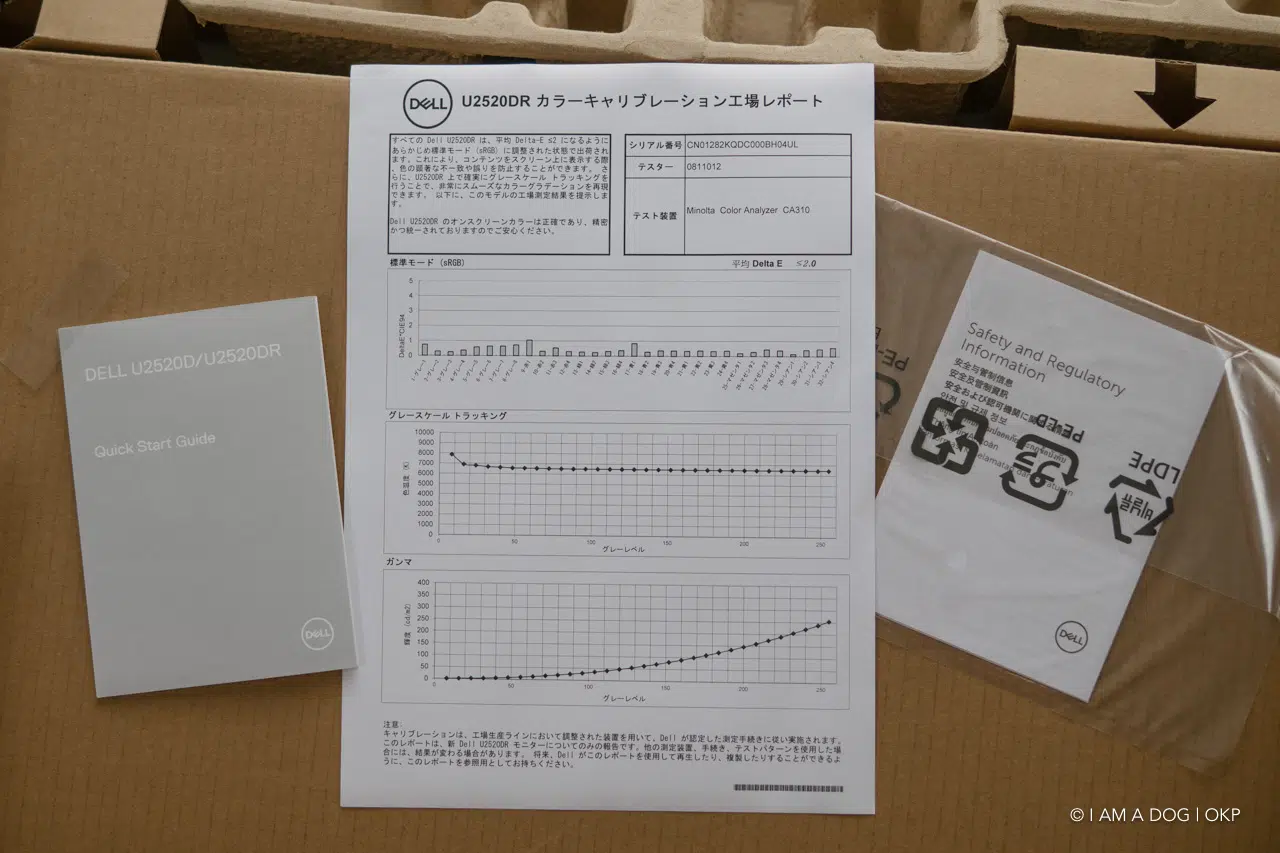 DELL
U2520DR カラーキャリブレーション工場レポート
すべての Dell U2520DR は、平均 Delta-E ≤2 になるように
あらかじめ標準モード (sRGB) に調整された状態で出荷され
ます。これにより、コンテンツをスクリーン上に表示する際
、色の顕著な不一致や誤りを防止することができます。 さ
らに、U2520DR 上で確実にグレースケール トラッキングを
行うことで、非常にスムーズなカラーグラデーションを再現
できます。 以下に、このモデルの工場測定結果を提示しま
す。
Dell U2520DR のオンスクリーンカラーは正確であり、精密
かつ統一されておりますのでご安心ください。
シリアル番号 CN01282KQDC000BH04UL
テスター 0811012
テスト装置 Minolta Color Analyzer CA310
標準モード (sRGB)
平均 Delta E ≤2.0
DeltaE*CIE94
5
4
3
2
1
0
グレースケール トラッキング
色温度 (K)
10000
9000
8000
7000
6000
5000
4000
3000
2000
1000
0
0 50 100 150 200 250
グレーレベル
ガンマ
輝度 (cd/m2)
400
350
300
250
200
150
100
50
0
0 50 100 150 200 250
グレーレベル
注意:
キャリブレーションは、工場生産ラインにおいて調整された装置を用いて、Dell が認定した測定手続きに従い実施されます。
このレポートは、新 Dell U2520DR モニターについてのみの報告です。他の測定装置、手続き、テストパターンを使用した場
合には、結果が変わる場合があります。 将来、Dell がこのレポートを使用して再生したり、複製したりすることができるよ
うに、このレポートを参照用としてお持ちください。
DELL U2520D/U2520DR
Quick Start Guide
DELL
Safety and Regulatory
Information
安全与管制信息
安全及管制資訊
안전 및 규제 정보
PE-LD
LDPE
DELL
© I AM A DOG | OKP